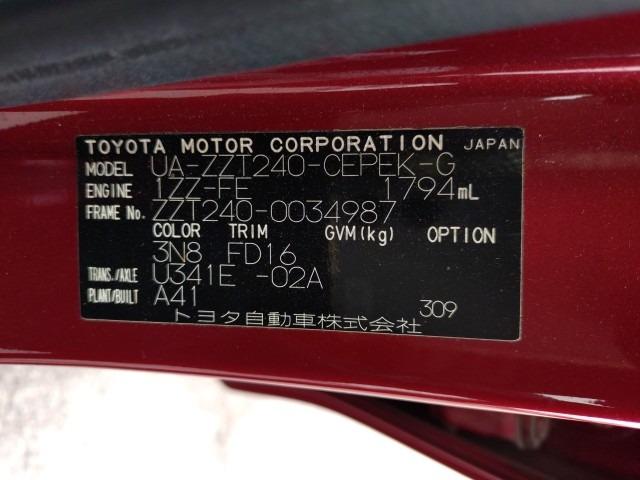 TOYOTA MOTOR CORPORATION JAPAN
MODEL UA-ZZT240-CEPEK-G
ENGINE 1ZZ-FE 1794mL
FRAME No. ZZT240-0034987
COLOR TRIM GVM(kg) OPTION
3N8 FD16
TRANS./AXLE U341E -02A
PLANT/BUILT A41
トヨタ自動車株式会社 309